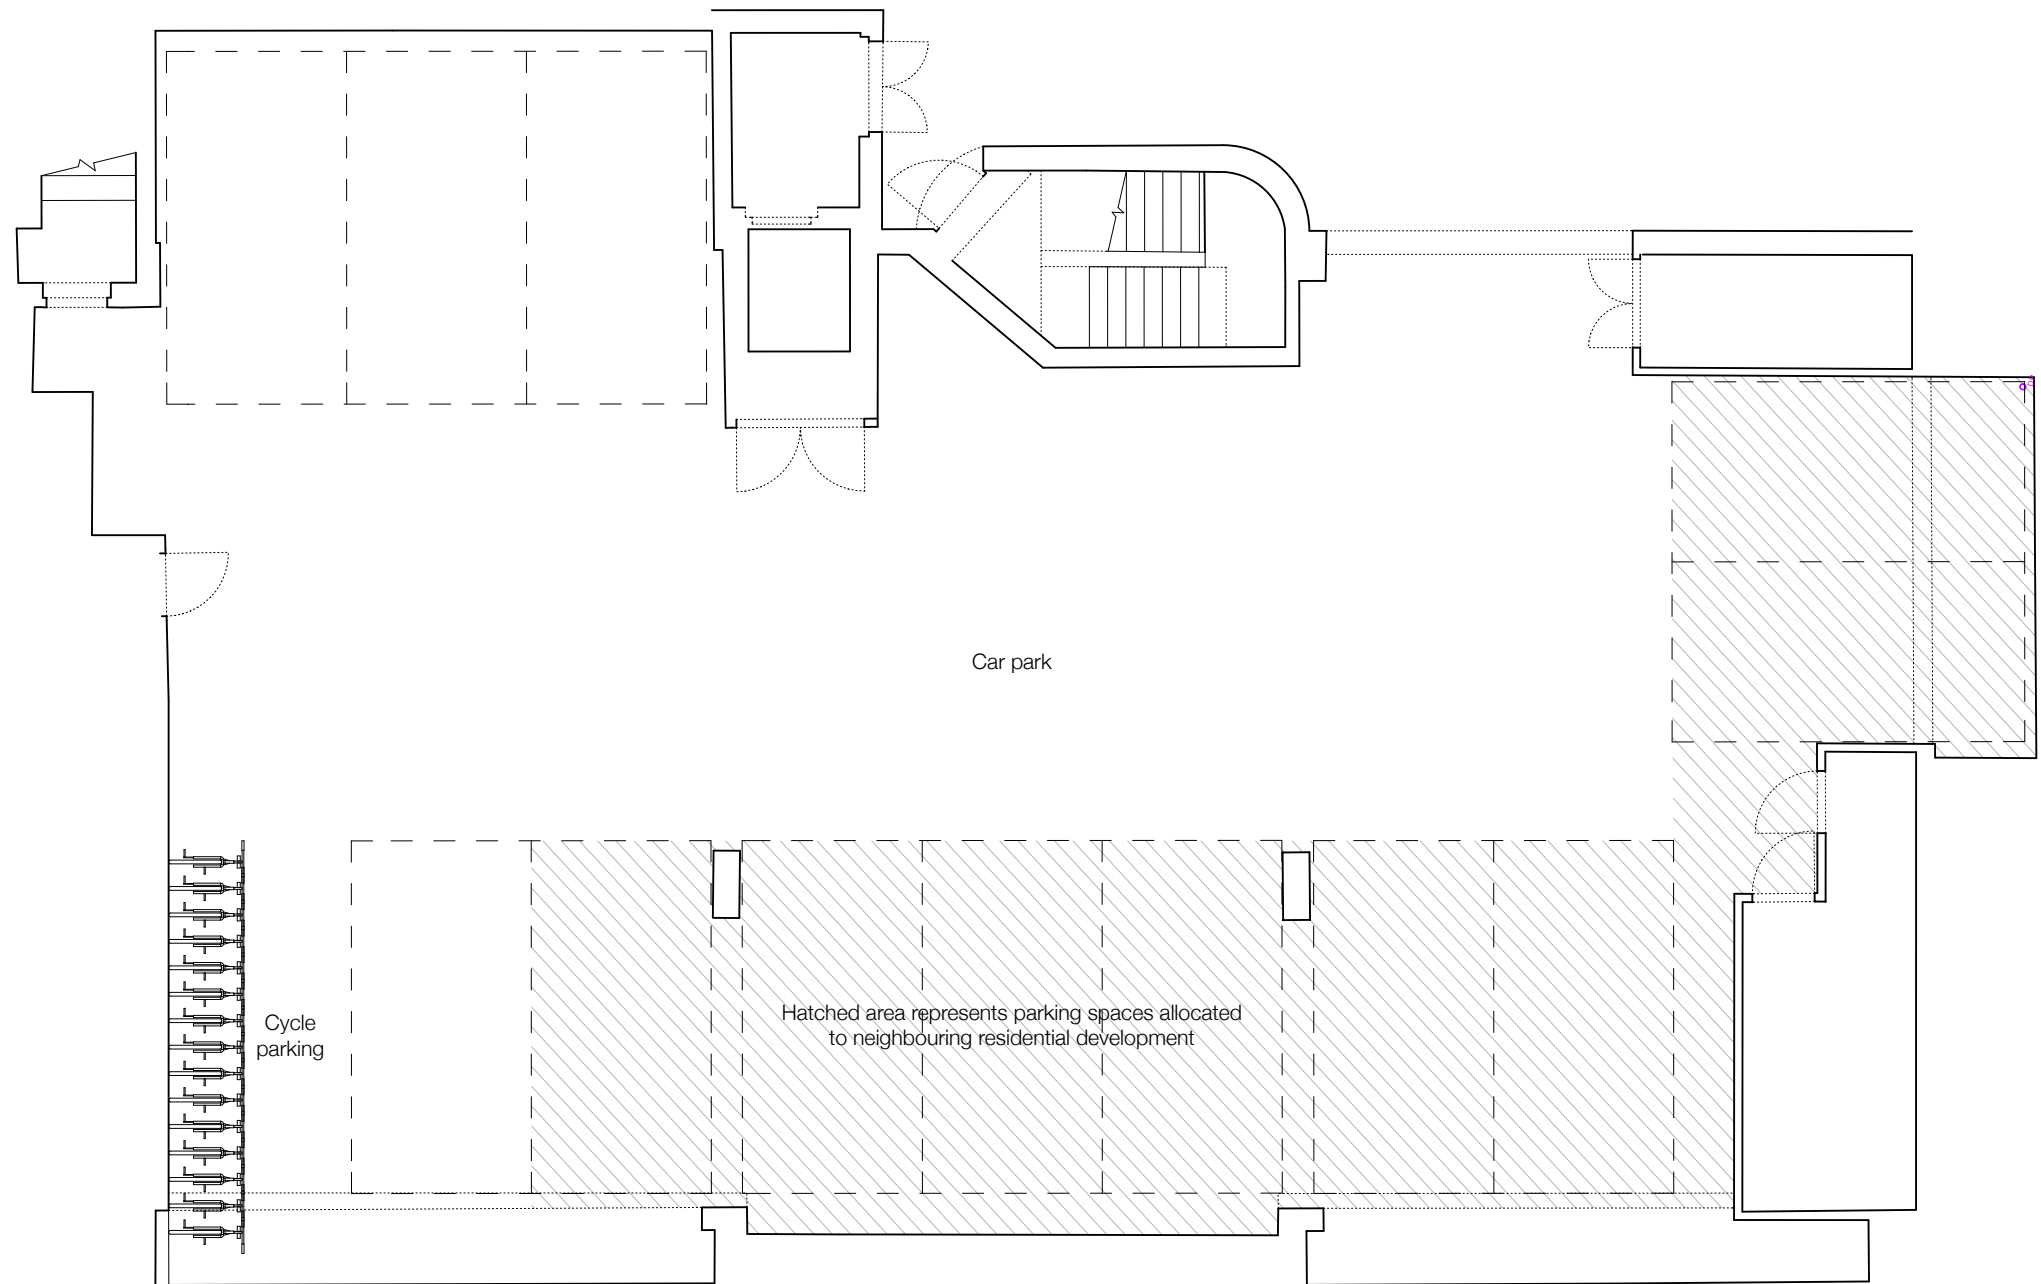 Car park
Cycle
parking
Hatched area represents parking spaces allocated
to neighbouring residential development